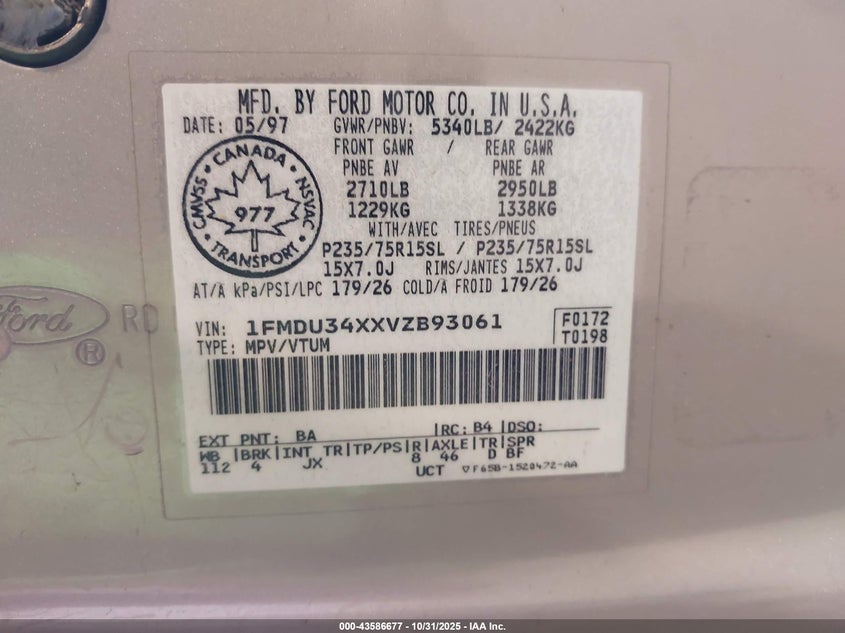 MFD. BY FORD MOTOR CO. IN U.S.A.
DATE: 05/97 GVWR/PNBV: 5340LB/ 2422KG
FRONT GAWR / REAR GAWR
PNBE AV PNBE AR
2710LB 2950LB
1229KG 1338KG
WITH/AVEC TIRES/PNEUS
P235/75R15SL / P235/75R15SL
15X7.0J RIMS/JANTES 15X7.0J
AT/A kPa/PSI/LPC 179/26 COLD/A FROID 179/26
CANADA
CMVSS NSVAC
977
TRANSPORT
Ford RD
®
VIN: 1FMDU34XXVZB93061 F0172
TYPE: MPV/VTUM T0198
EXT PNT: BA RC: B4 DSO:
WB BRK INT TR TP/PS R AXLE TR SPR
112 4 JX 8 46 D BF
UCT ▽F65B-1520472-AA
000-43586677 - 10/31/2025 - IAA Inc.